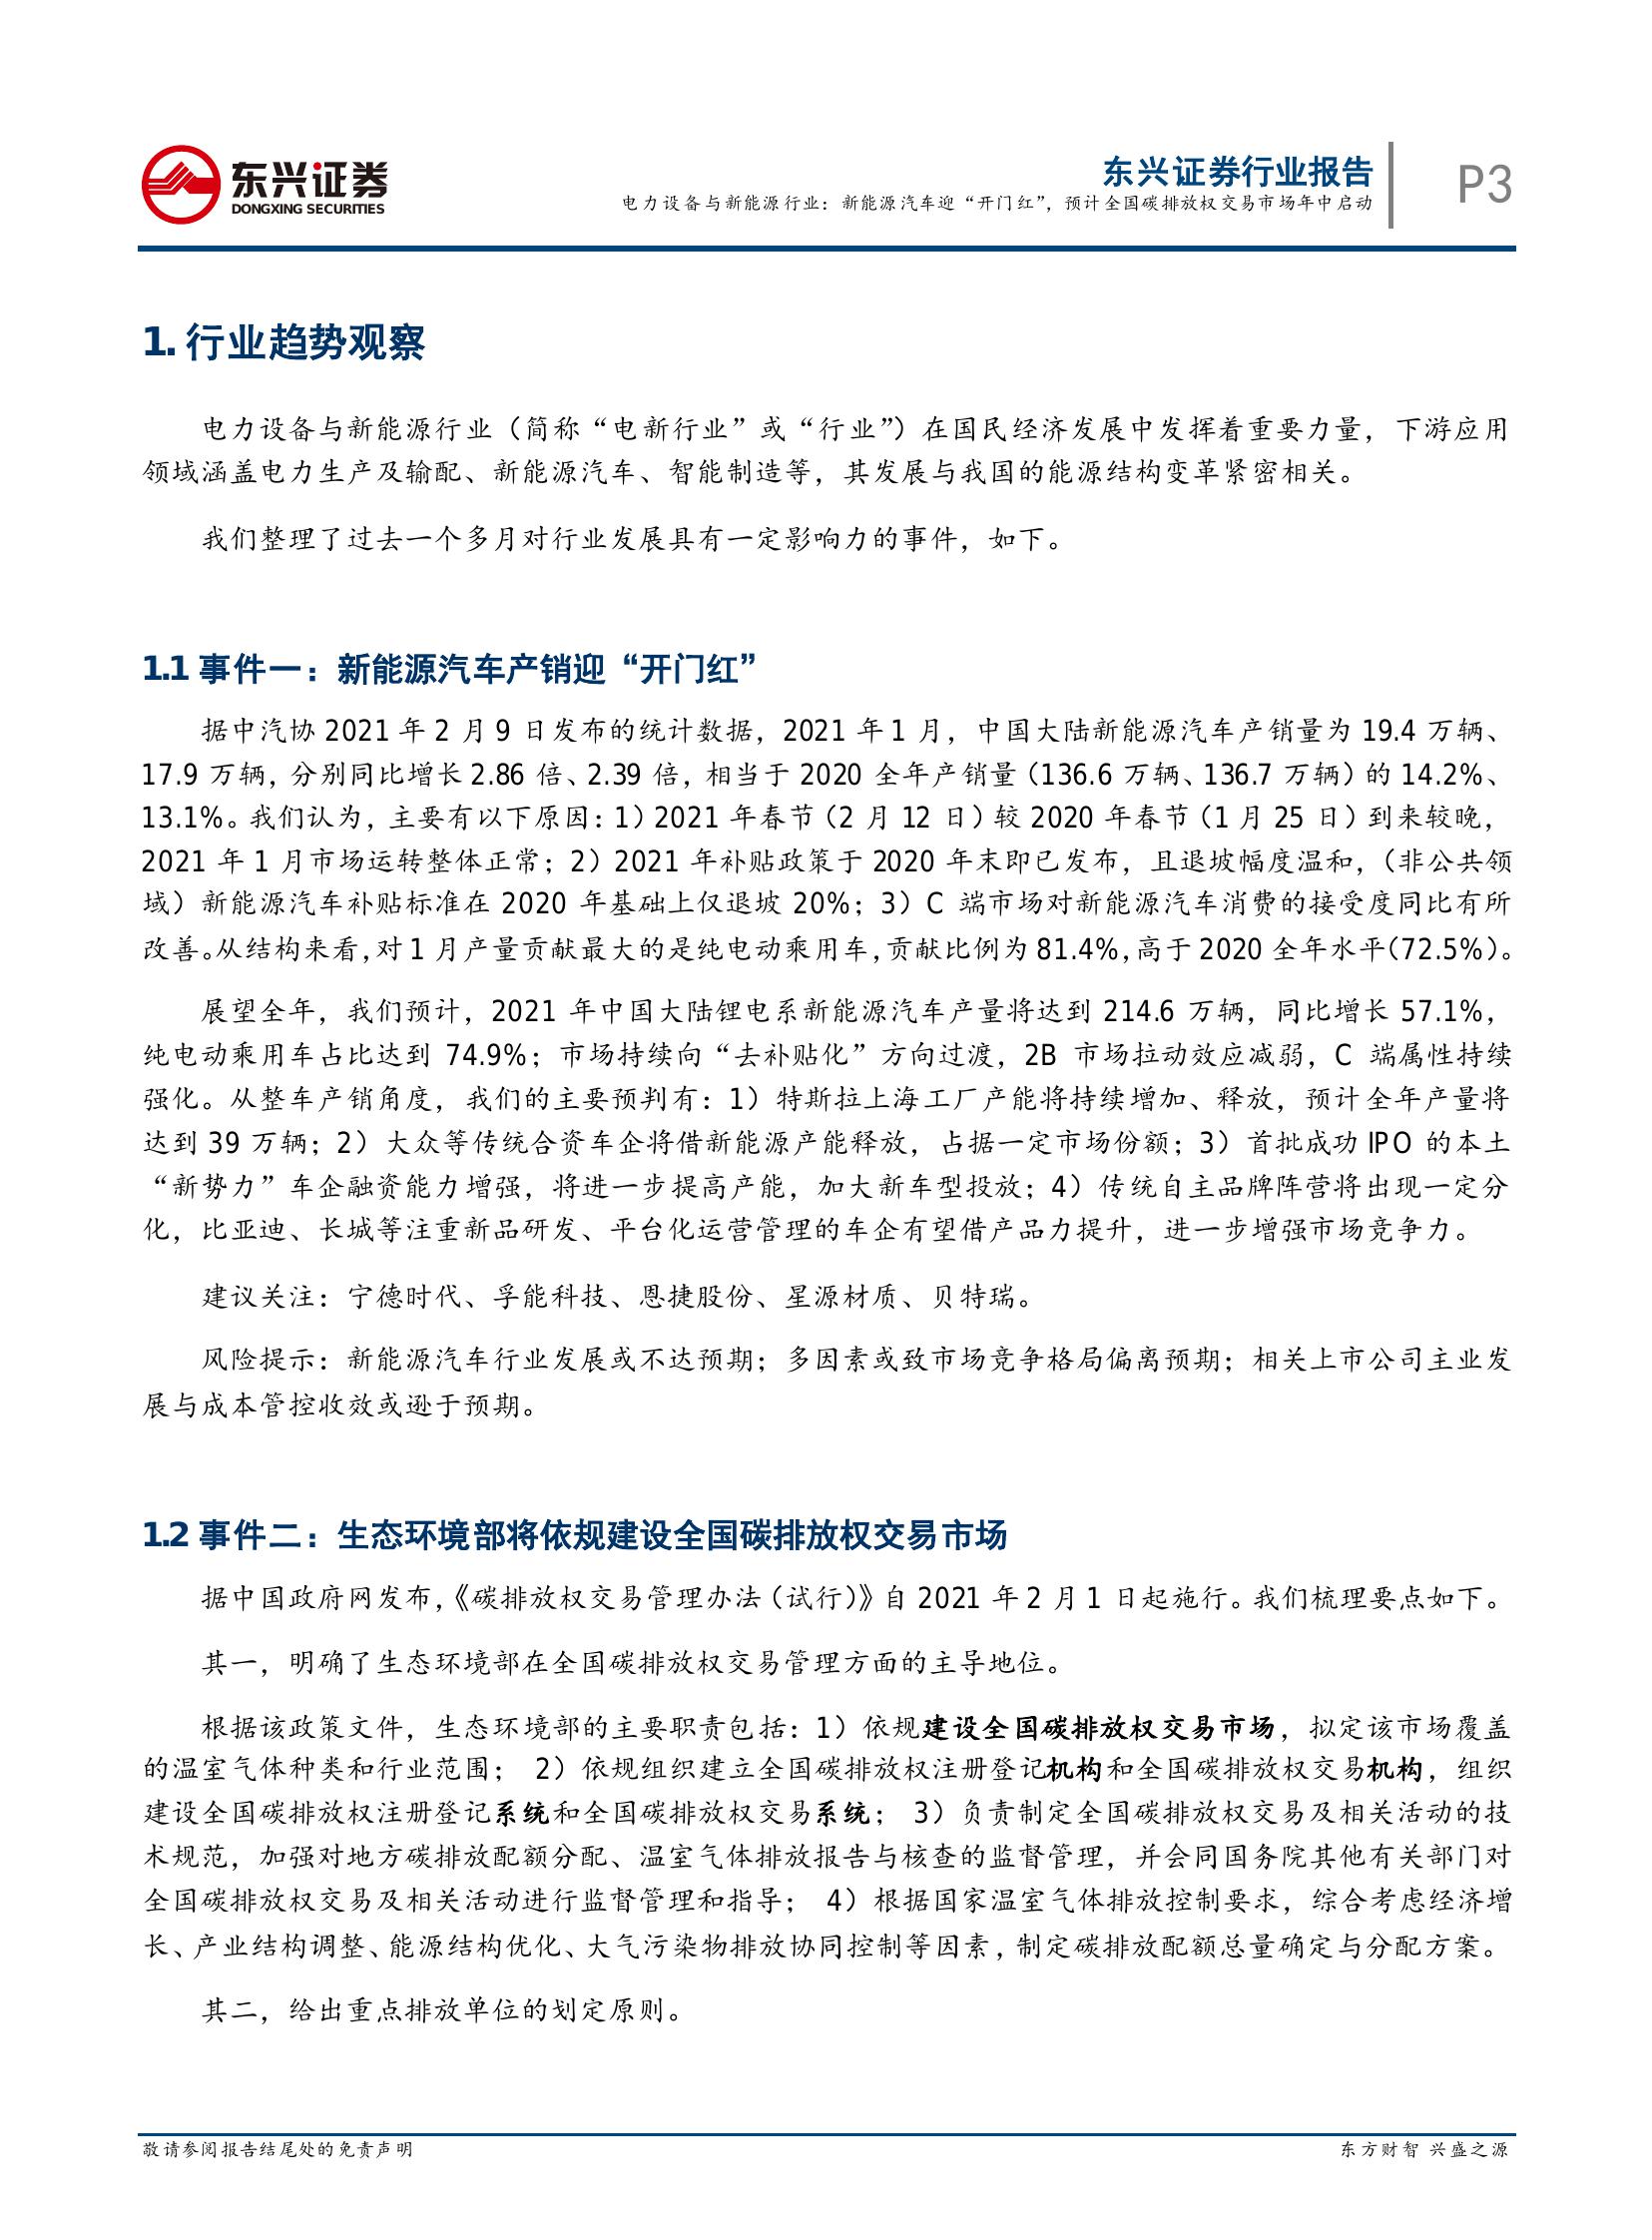 东兴证券
DONGXING SECURITIES
东兴证券行业报告
电力设备与新能源行业：新能源汽车迎“开门红”，预计全国碳排放权交易市场年中启动
P3
1. 行业趋势观察
电力设备与新能源行业（简称“电新行业”或“行业”）在国民经济发展中发挥着重要力量，下游应用
领域涵盖电力生产及输配、新能源汽车、智能制造等，其发展与我国的能源结构变革紧密相关。
我们整理了过去一个多月对行业发展具有一定影响力的事件，如下。
1.1 事件一：新能源汽车产销迎“开门红”
据中汽协 2021 年 2 月 9 日发布的统计数据，2021 年 1 月，中国大陆新能源汽车产销量为 19.4 万辆、
17.9 万辆，分别同比增长 2.86 倍、2.39 倍，相当于 2020 全年产销量（136.6 万辆、136.7 万辆）的 14.2%、
13.1%。我们认为，主要有以下原因：1）2021 年春节（2 月 12 日）较 2020 年春节（1 月 25 日）到来较晚，
2021 年 1 月市场运转整体正常；2）2021 年补贴政策于 2020 年末即已发布，且退坡幅度温和，（非公共领
域）新能源汽车补贴标准在 2020 年基础上仅退坡 20%；3）C 端市场对新能源汽车消费的接受度同比有所
改善。从结构来看，对 1 月产量贡献最大的是纯电动乘用车，贡献比例为 81.4%，高于 2020 全年水平（72.5%）。
展望全年，我们预计，2021 年中国大陆锂电系新能源汽车产量将达到 214.6 万辆，同比增长 57.1%，
纯电动乘用车占比达到 74.9%；市场持续向“去补贴化”方向过渡，2B 市场拉动效应减弱，C 端属性持续
强化。从整车产销角度，我们的主要预判有：1）特斯拉上海工厂产能将持续增加、释放，预计全年产量将
达到 39 万辆；2）大众等传统合资车企将借新能源产能释放，占据一定市场份额；3）首批成功 IPO 的本土
“新势力”车企融资能力增强，将进一步提高产能，加大新车型投放；4）传统自主品牌阵营将出现一定分
化，比亚迪、长城等注重新品研发、平台化运营管理的车企有望借产品力提升，进一步增强市场竞争力。
建议关注：宁德时代、孚能科技、恩捷股份、星源材质、贝特瑞。
风险提示：新能源汽车行业发展或不达预期；多因素或致市场竞争格局偏离预期；相关上市公司主业发
展与成本管控收效或逊于预期。
1.2 事件二：生态环境部将依规建设全国碳排放权交易市场
据中国政府网发布，《碳排放权交易管理办法（试行）》自 2021 年 2 月 1 日起施行。我们梳理要点如下。
其一，明确了生态环境部在全国碳排放权交易管理方面的主导地位。
根据该政策文件，生态环境部的主要职责包括：1）依规建设全国碳排放权交易市场，拟定该市场覆盖
的温室气体种类和行业范围； 2）依规组织建立全国碳排放权注册登记机构和全国碳排放权交易机构，组织
建设全国碳排放权注册登记系统和全国碳排放权交易系统； 3）负责制定全国碳排放权交易及相关活动的技
术规范，加强对地方碳排放配额分配、温室气体排放报告与核查的监督管理，并会同国务院其他有关部门对
全国碳排放权交易及相关活动进行监督管理和指导； 4）根据国家温室气体排放控制要求，综合考虑经济增
长、产业结构调整、能源结构优化、大气污染物排放协同控制等因素，制定碳排放配额总量确定与分配方案。
其二，给出重点排放单位的划定原则。
敬请参阅报告结尾处的免责声明
东方财智 兴盛之源